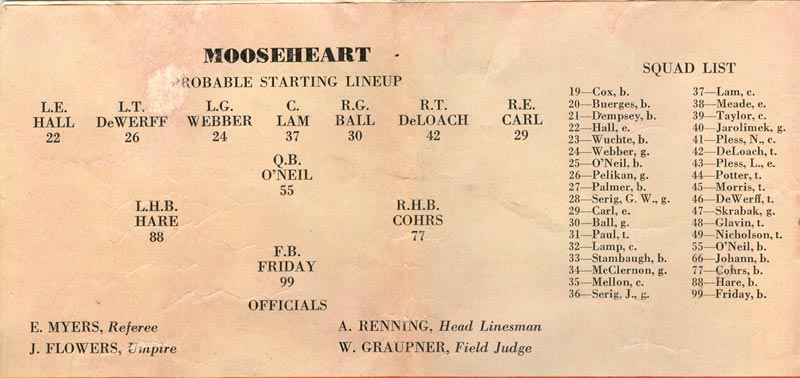 MOOSEHEART
PROBABLE STARTING LINEUP
L.E. L.T. L.G. C. R.G. R.T. R.E.
HALL DeWERFF WEBBER LAM BALL DeLOACH CARL
22 26 24 37 30 42 29
Q.B.
O'NEIL
55
L.H.B. R.H.B.
HARE COHRS
88 77
F.B.
FRIDAY
99
OFFICIALS
E. MYERS, Referee A. RENNING, Head Linesman
J. FLOWERS, Umpire W. GRAUPNER, Field Judge
SQUAD LIST
19—Cox, b.
20—Buerges, b.
21—Dempsey, b.
22—Hall, e.
23—Wuchte, b.
24—Webber, g.
25—O'Neil, b.
26—Pelikan, g.
27—Palmer, b.
28—Serig, G. W., g.
29—Carl, e.
30—Ball, g.
31—Paul, t.
32—Lamp, c.
33—Stambaugh, b.
34—McClernon, g.
35—Mellon, c.
36—Serig, J., g.
37—Lam, c.
38—Meade, e.
39—Taylor, c.
40—Jarolimek, g.
41—Pless, N., c.
42—DeLoach, t.
43—Pless, L., e.
44—Potter, t.
45—Morris, t.
46—DeWerff, t.
47—Skrabak, g.
48—Glavin, t.
49—Nicholson, t.
55—O'Neil, b.
66—Johann, b.
77—Cohrs, b.
88—Hare, b.
99—Friday, b.